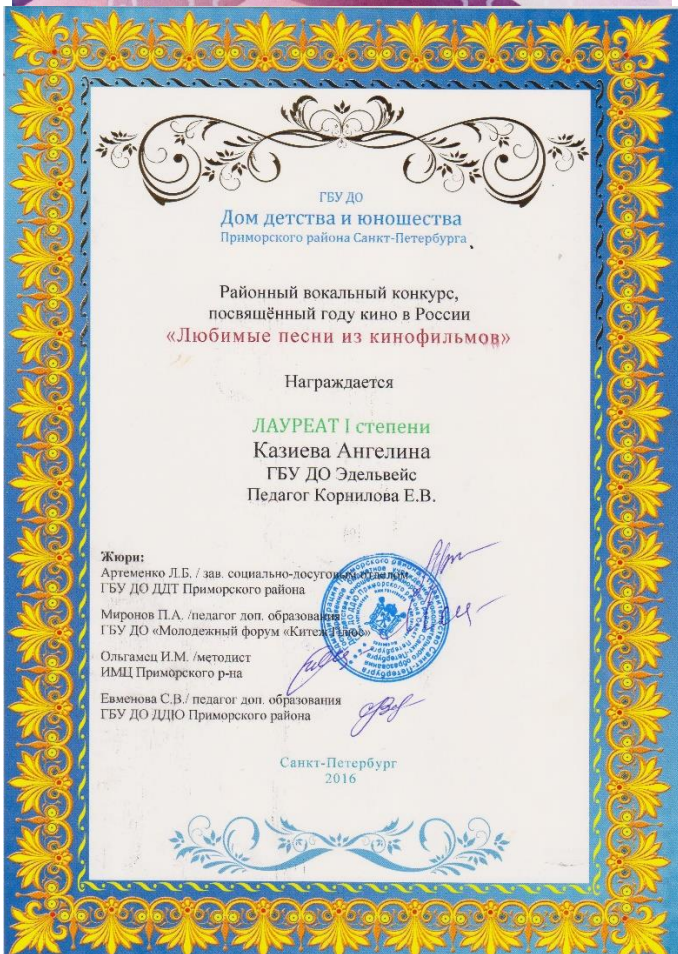 ГБУ ДО
Дом детства и юношества
Приморского района Санкт-Петербурга
Районный вокальный конкурс,
посвящённый году кино в России
«Любимые песни из кинофильмов»
Награждается
ЛАУРЕАТ I степени
Казиева Ангелина
ГБУ ДО Эдельвейс
Педагог Корнилова Е.В.
Жюри:
Артеменко Л.Б. / зав. социально-досуговым отделом
ГБУ ДО ДДТ Приморского района
Миронов П.А. /педагог доп. образования
ГБУ ДО «Молодежный форум «Китеж Плюс»
Ольгамец И.М. /методист
ИМЦ Приморского р-на
Евменова С.В./ педагог доп. образования
ГБУ ДО ДДЮ Приморского района
Санкт-Петербург
2016